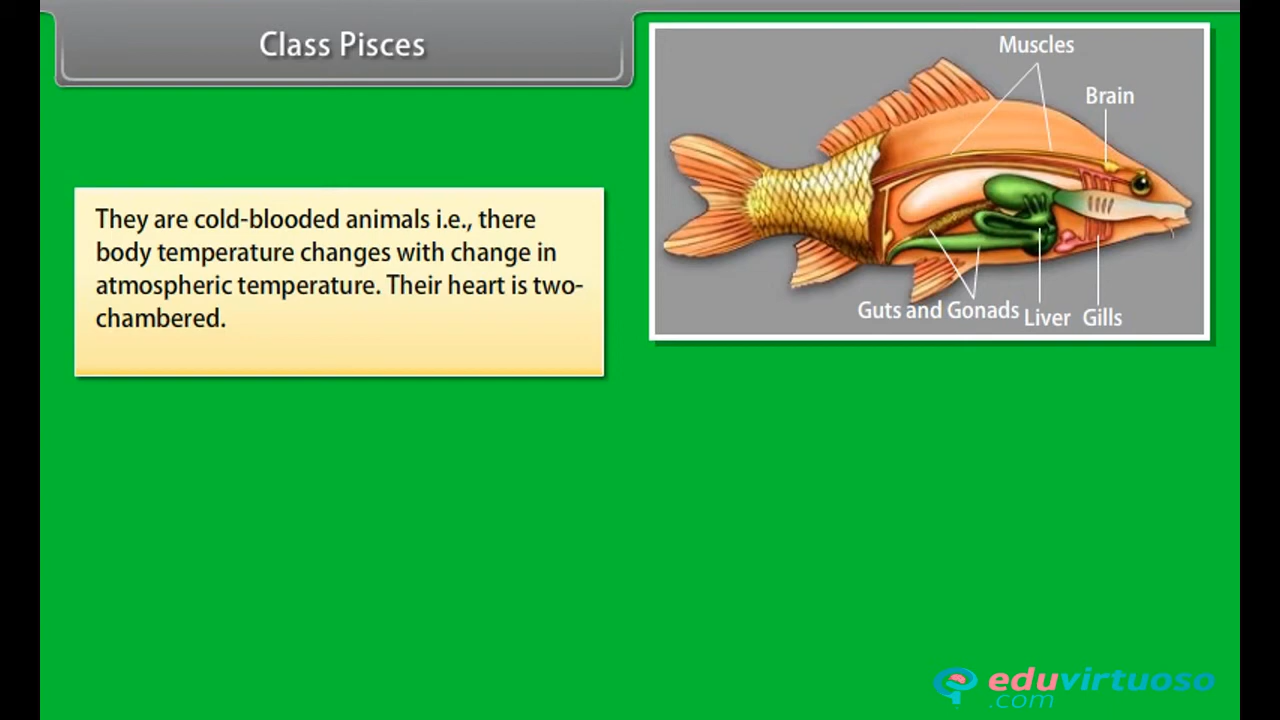 Class Pisces
Muscles
Brain
They are cold-blooded animals i.e., there
body temperature changes with change in
atmospheric temperature. Their heart is two-
chambered.
Guts and Gonads
Liver
Gills
eduvirtuoso
.com